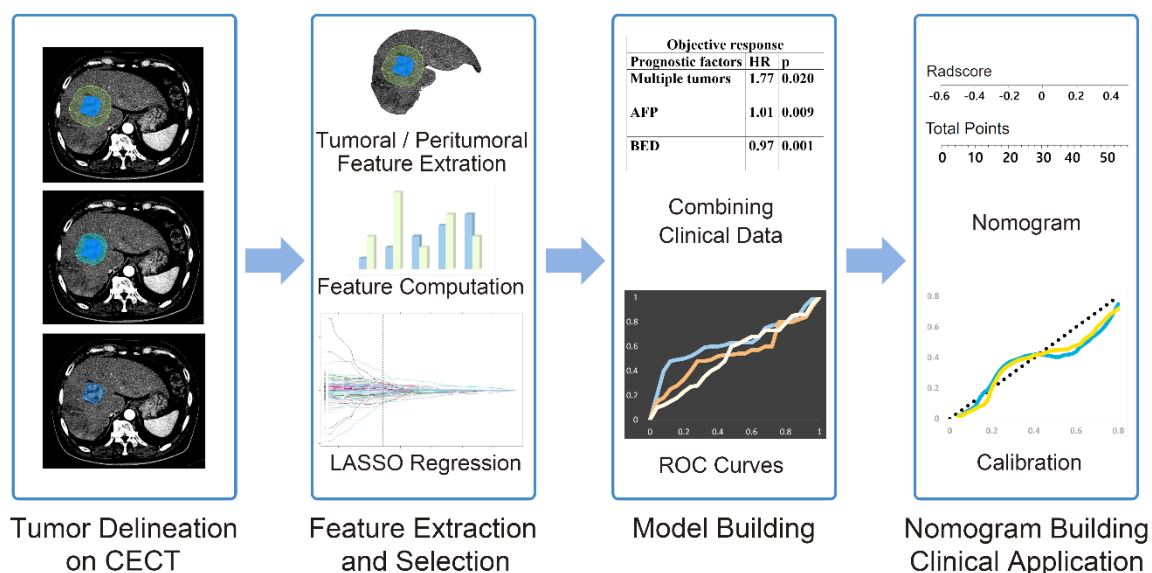 Tumoral / Peritumoral
Feature Extration
Feature Computation
LASSO Regression
Objective response
Prognostic factors HR p
Multiple tumors 1.77 0.020
AFP 1.01 0.009
BED 0.97 0.001
Combining
Clinical Data
1
0.8
0.6
0.4
0.2
0
0 0.2 0.4 0.6 0.8 1
ROC Curves
Radscore
-0.6 -0.4 -0.2 0 0.2 0.4
Total Points
0 10 20 30 40 50
Nomogram
0.8
0.6
0.4
0.2
0
0 0.2 0.4 0.6 0.8
Calibration
Tumor Delineation
on CECT
Feature Extraction
and Selection
Model Building
Nomogram Building
Clinical Application